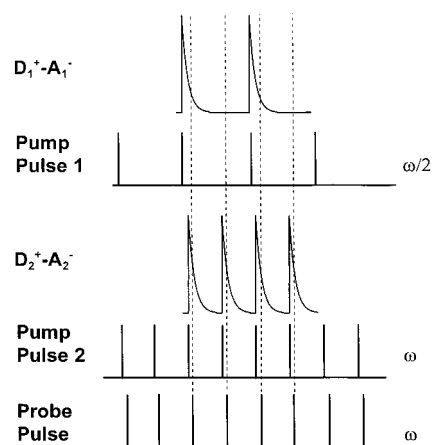 D₁⁺-A₁⁻
Pump
Pulse 1
ω/2
D₂⁺-A₂⁻
Pump
Pulse 2
ω
Probe
Pulse
ω